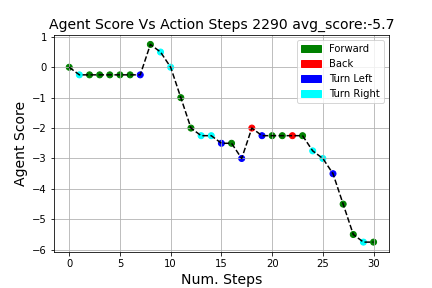 Agent Score Vs Action Steps 2290 avg_score:-5.7
Agent Score
1
0
−1
−2
−3
−4
−5
−6
Forward
Back
Turn Left
Turn Right
0 5 10 15 20 25 30
Num. Steps